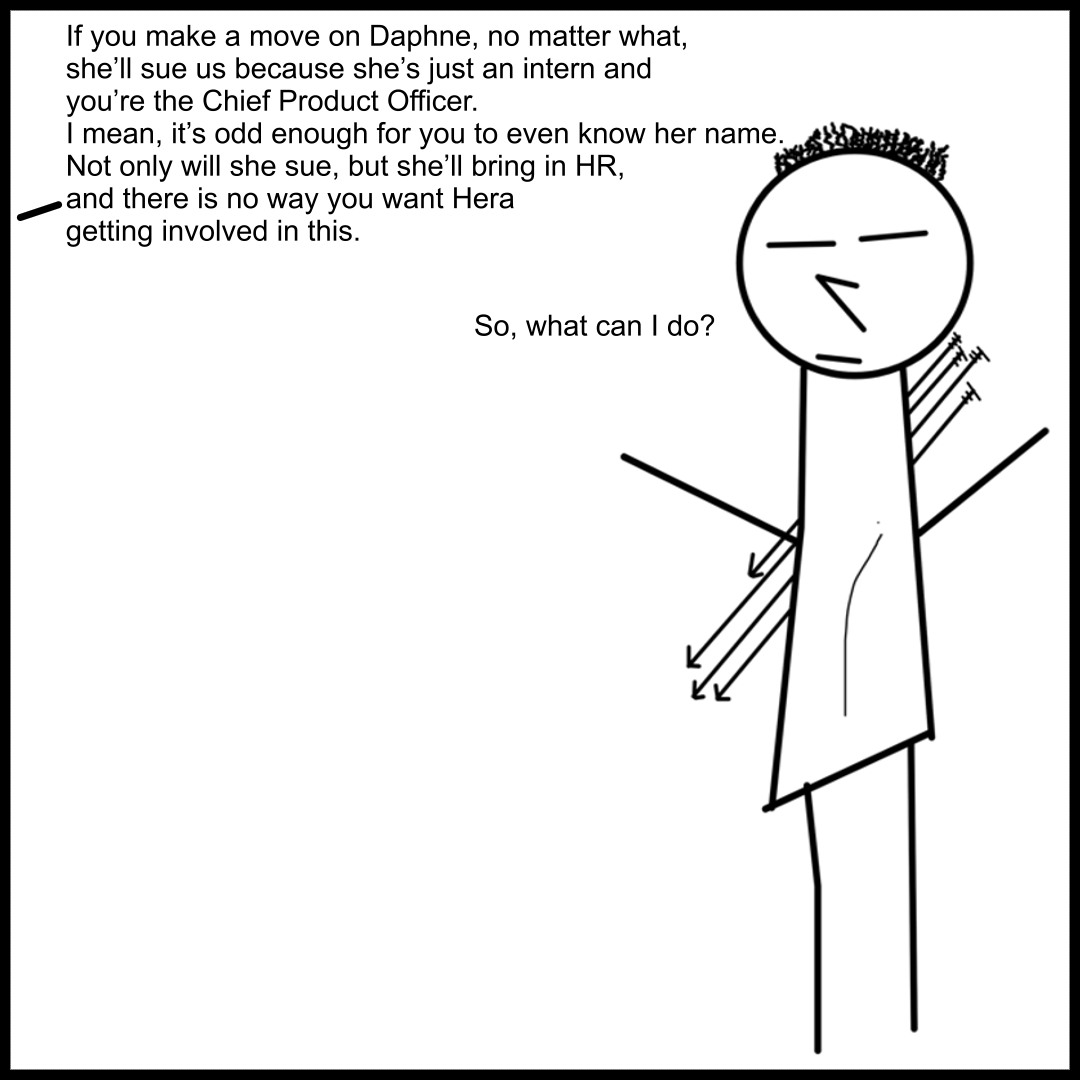 If you make a move on Daphne, no matter what,
she’ll sue us because she’s just an intern and
you’re the Chief Product Officer.
I mean, it’s odd enough for you to even know her name.
Not only will she sue, but she’ll bring in HR,
and there is no way you want Hera
getting involved in this.
So, what can I do?